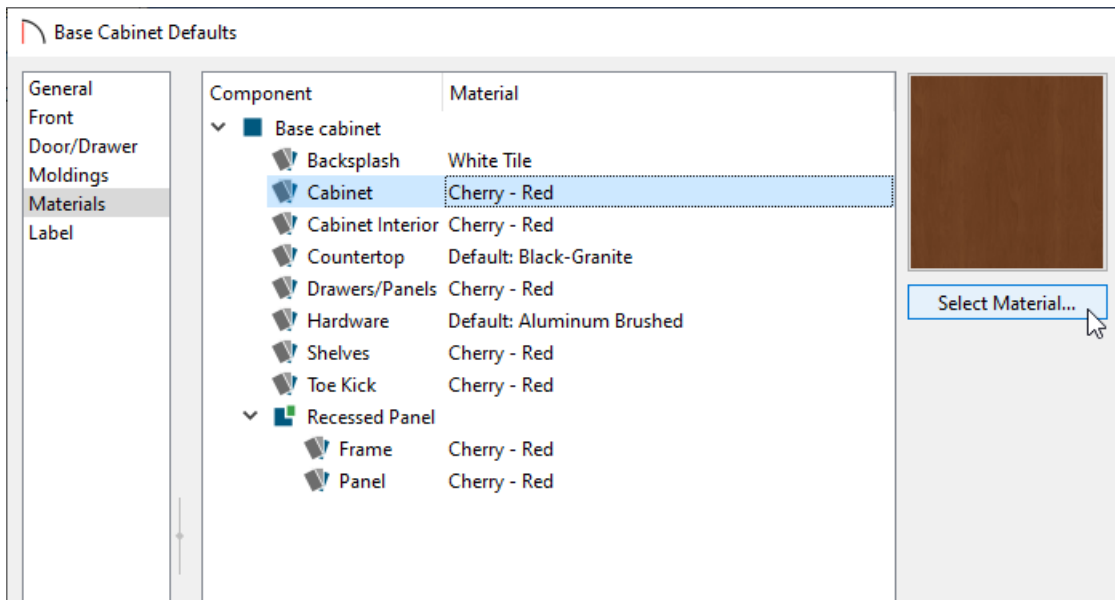 Base Cabinet Defaults
General
Front
Door/Drawer
Moldings
Materials
Label
Component Material
Base cabinet
Backsplash White Tile
Cabinet Cherry - Red
Cabinet Interior Cherry - Red
Countertop Default: Black-Granite
Drawers/Panels Cherry - Red
Hardware Default: Aluminum Brushed
Shelves Cherry - Red
Toe Kick Cherry - Red
Recessed Panel
Frame Cherry - Red
Panel Cherry - Red
Select Material...